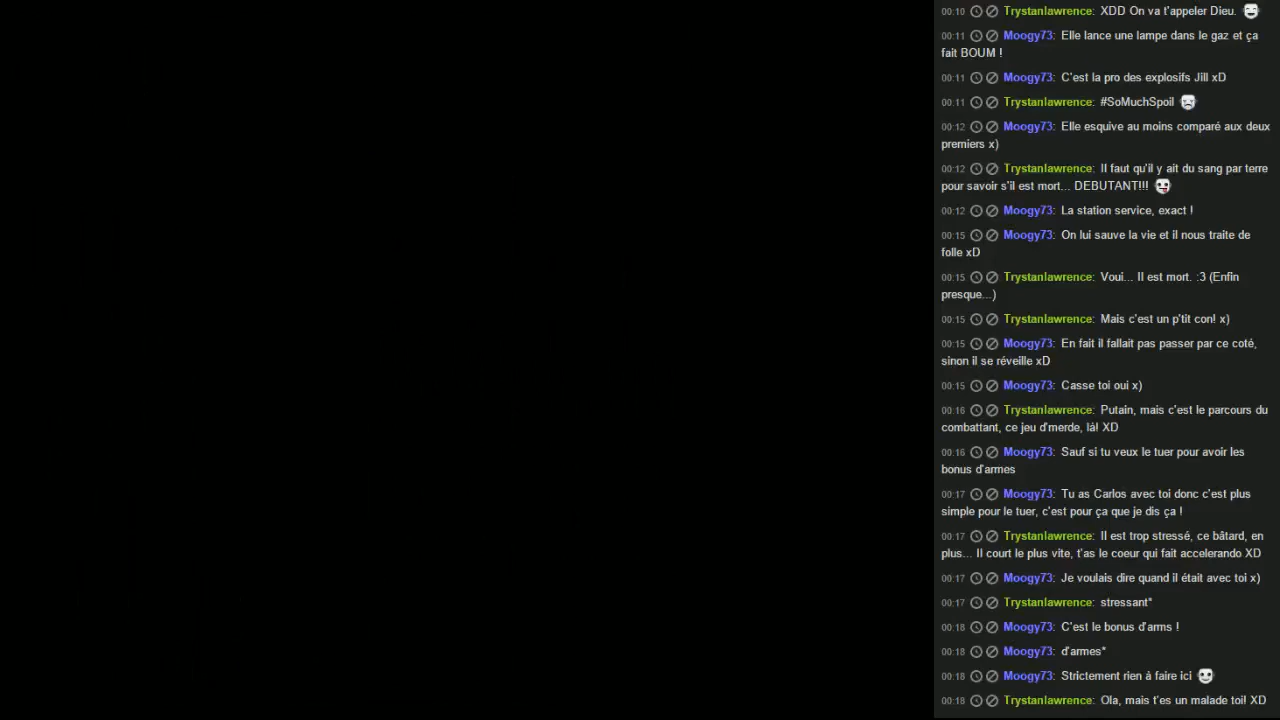 00:10 Trystanlawrence: XDD On va t'appeler Dieu.
00:11 Moogy73: Elle lance une lampe dans le gaz et ça
fait BOUM !
00:11 Moogy73: C'est la pro des explosifs Jill xD
00:11 Trystanlawrence: #SoMuchSpoil
00:12 Moogy73: Elle esquive au moins comparé aux deux
premiers x)
00:12 Trystanlawrence: Il faut qu'il y ait du sang par terre
pour savoir s'il est mort... DEBUTANT!!!
00:12 Moogy73: La station service, exact !
00:15 Moogy73: On lui sauve la vie et il nous traite de
folle xD
00:15 Trystanlawrence: Voui... Il est mort. :3 (Enfin
presque...)
00:15 Trystanlawrence: Mais c'est un p'tit con! x)
00:15 Moogy73: En fait il fallait pas passer par ce coté,
sinon il se réveille xD
00:15 Moogy73: Casse toi oui x)
00:16 Trystanlawrence: Putain, mais c'est le parcours du
combattant, ce jeu d'merde, là! XD
00:16 Moogy73: Sauf si tu veux le tuer pour avoir les
bonus d'armes
00:17 Moogy73: Tu as Carlos avec toi donc c'est plus
simple pour le tuer, c'est pour ça que je dis ça !
00:17 Trystanlawrence: Il est trop stressé, ce bâtard, en
plus... Il court le plus vite, t'as le coeur qui fait accelerando XD
00:17 Moogy73: Je voulais dire quand il était avec toi x)
00:17 Trystanlawrence: stressant*
00:18 Moogy73: C'est le bonus d'arms !
00:18 Moogy73: d'armes*
00:18 Moogy73: Strictement rien à faire ici
00:18 Trystanlawrence: Ola, mais t'es un malade toi! XD